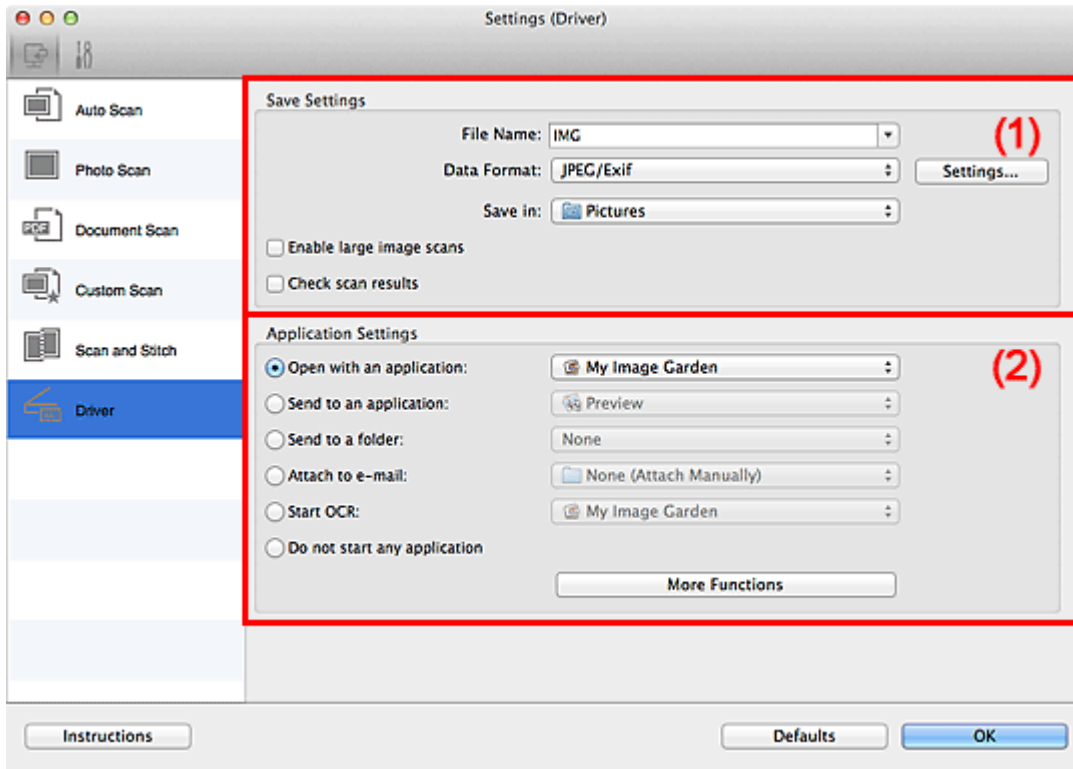 Settings (Driver)
Auto Scan
Photo Scan
PDF
Document Scan
Custom Scan
Scan and Stitch
Driver
Save Settings
(1)
File Name: IMG
Data Format: JPEG/Exif Settings...
Save in: Pictures
Enable large image scans
Check scan results
Application Settings
(2)
Open with an application: My Image Garden
Send to an application: Preview
Send to a folder: None
Attach to e-mail: None (Attach Manually)
Start OCR: My Image Garden
Do not start any application
More Functions
Instructions Defaults OK